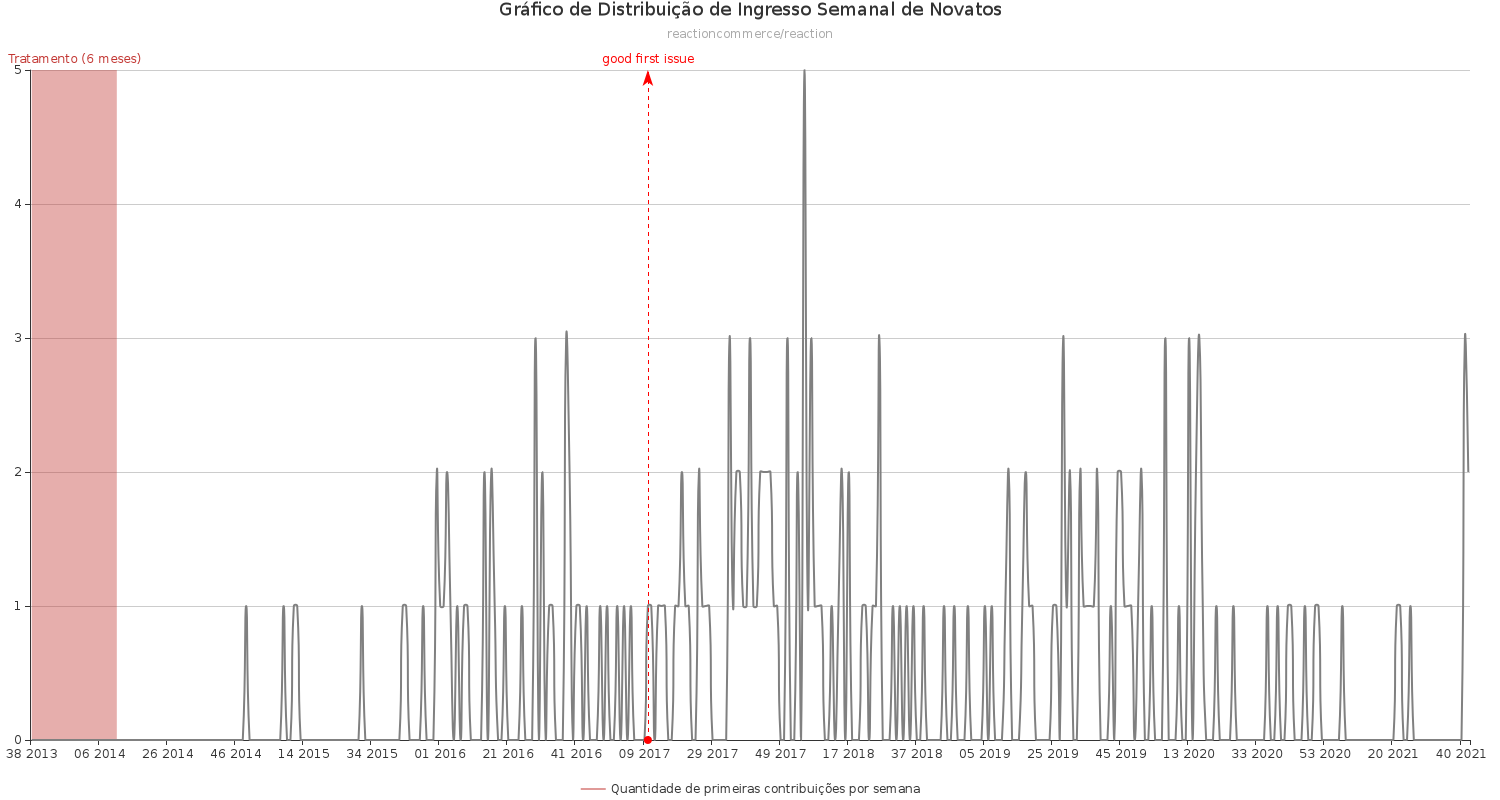 Gráfico de Distribuição de Ingresso Semanal de Novatos
reactioncommerce/reaction
Tratamento (6 meses)
good first issue
5
4
3
2
1
0
38 2013 06 2014 26 2014 46 2014 14 2015 34 2015 01 2016 21 2016 41 2016 09 2017 29 2017 49 2017 17 2018 37 2018 05 2019 25 2019 45 2019 13 2020 33 2020 53 2020 20 2021 40 2021
Quantidade de primeiras contribuições por semana